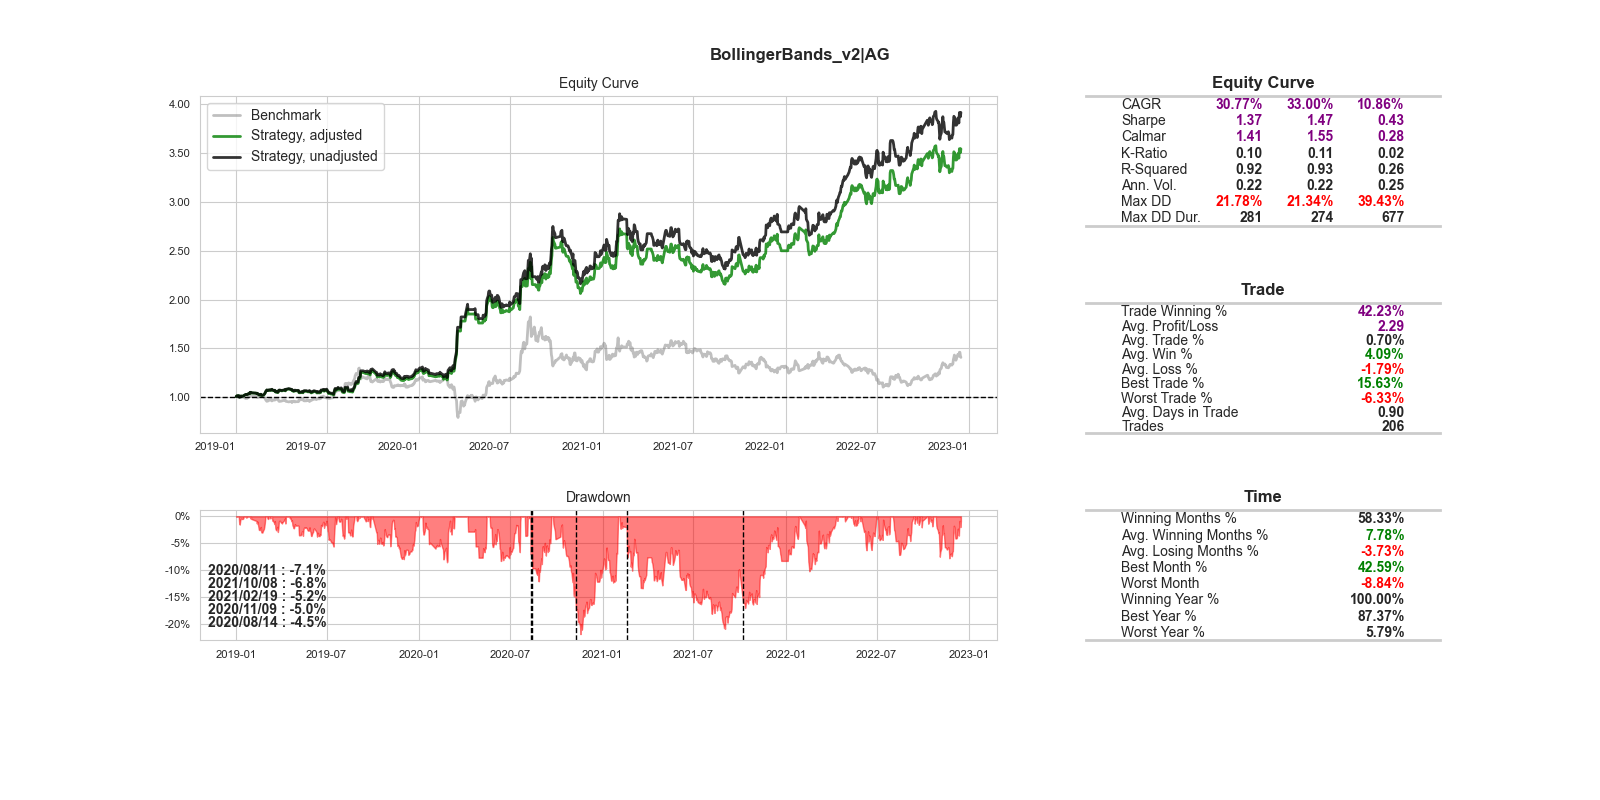 BollingerBands_v2|AG
Equity Curve
4.00
3.50
3.00
2.50
2.00
1.50
1.00
Benchmark
Strategy, adjusted
Strategy, unadjusted
2019-01 2019-07 2020-01 2020-07 2021-01 2021-07 2022-01 2022-07 2023-01
Drawdown
0%
-5%
-10%
-15%
-20%
2020/08/11 : -7.1%
2021/10/08 : -6.8%
2021/02/19 : -5.2%
2020/11/09 : -5.0%
2020/08/14 : -4.5%
2019-01 2019-07 2020-01 2020-07 2021-01 2021-07 2022-01 2022-07 2023-01
Equity Curve
CAGR 30.77% 33.00% 10.86%
Sharpe 1.37 1.47 0.43
Calmar 1.41 1.55 0.28
K-Ratio 0.10 0.11 0.02
R-Squared 0.92 0.93 0.26
Ann. Vol. 0.22 0.22 0.25
Max DD 21.78% 21.34% 39.43%
Max DD Dur. 281 274 677
Trade
Trade Winning % 42.23%
Avg. Profit/Loss 2.29
Avg. Trade % 0.70%
Avg. Win % 4.09%
Avg. Loss % -1.79%
Best Trade % 15.63%
Worst Trade % -6.33%
Avg. Days in Trade 0.90
Trades 206
Time
Winning Months % 58.33%
Avg. Winning Months % 7.78%
Avg. Losing Months % -3.73%
Best Month % 42.59%
Worst Month -8.84%
Winning Year % 100.00%
Best Year % 87.37%
Worst Year % 5.79%